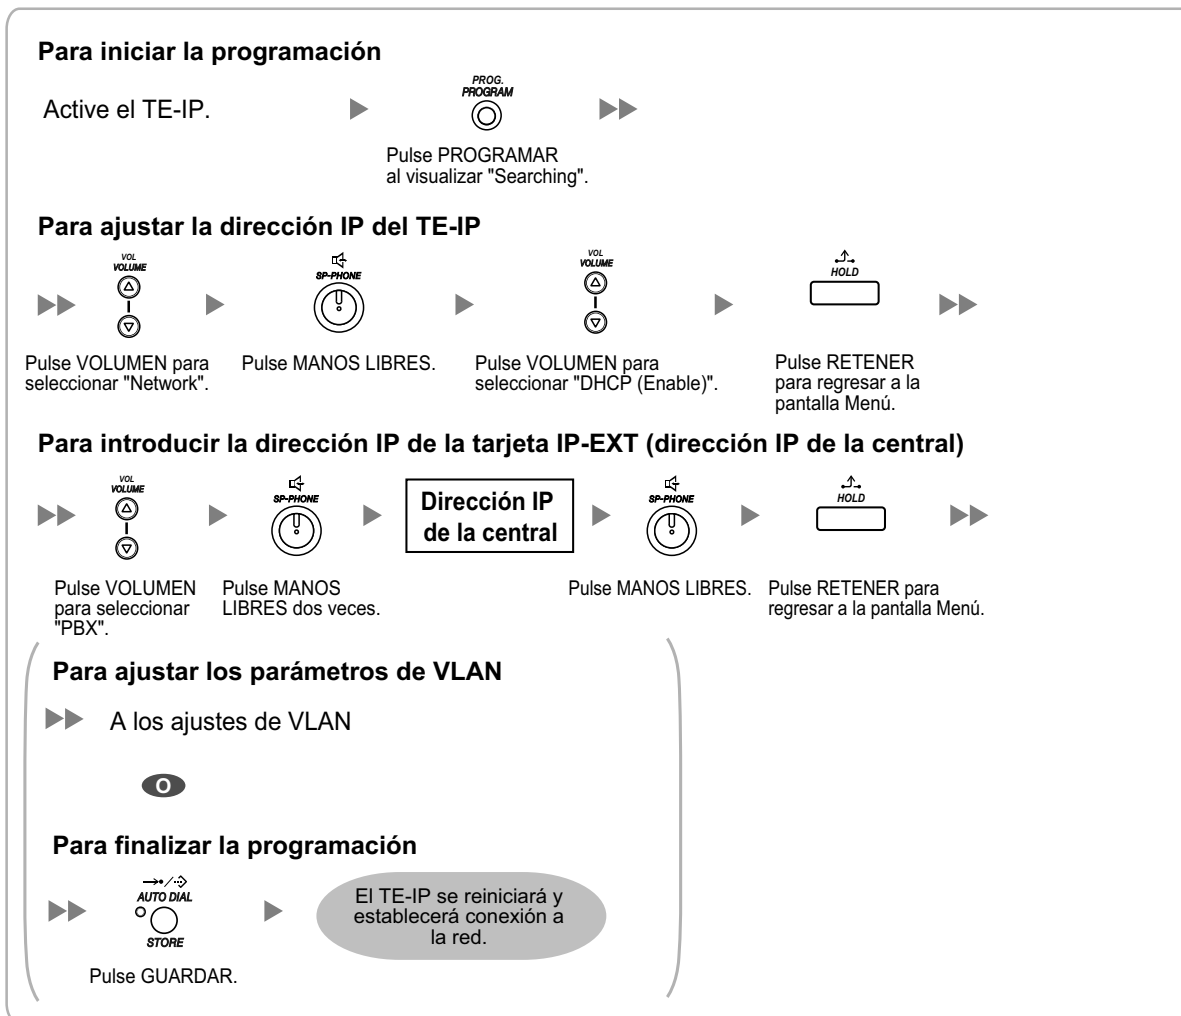 Para iniciar la programación
Active el TE-IP.
PROG.
PROGRAM
Pulse PROGRAMAR
al visualizar "Searching".
Para ajustar la dirección IP del TE-IP
VOL
VOLUME
Pulse VOLUMEN para
seleccionar "Network".
SP-PHONE
Pulse MANOS LIBRES.
VOL
VOLUME
Pulse VOLUMEN para
seleccionar "DHCP (Enable)".
HOLD
Pulse RETENER
para regresar a la
pantalla Menú.
Para introducir la dirección IP de la tarjeta IP-EXT (dirección IP de la central)
VOL
VOLUME
Pulse VOLUMEN
para seleccionar
"PBX".
SP-PHONE
Pulse MANOS
LIBRES dos veces.
Dirección IP
de la central
SP-PHONE
Pulse MANOS LIBRES.
HOLD
Pulse RETENER para
regresar a la pantalla Menú.
Para ajustar los parámetros de VLAN
A los ajustes de VLAN
O
Para finalizar la programación
AUTO DIAL
STORE
Pulse GUARDAR.
El TE-IP se reiniciará y
establecerá conexión a
la red.